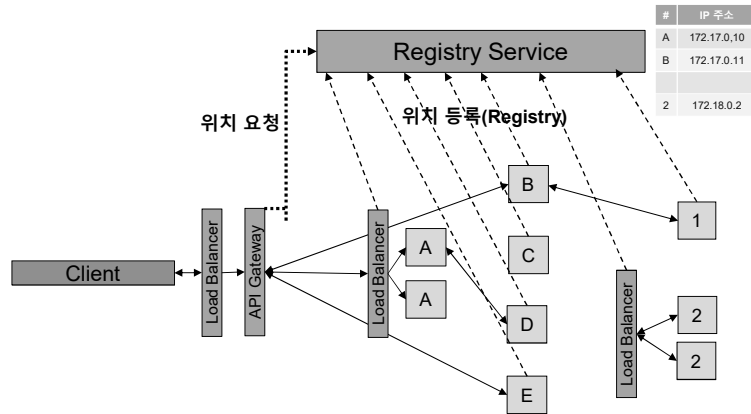 # IP 주소
A 172.17.0,10
B 172.17.0.11
2 172.18.0.2
Registry Service
위치 요청
위치 등록(Registry)
B
1
Load Balancer
API Gateway
Load Balancer
A
C
Client
A
D
Load Balancer
2
2
E